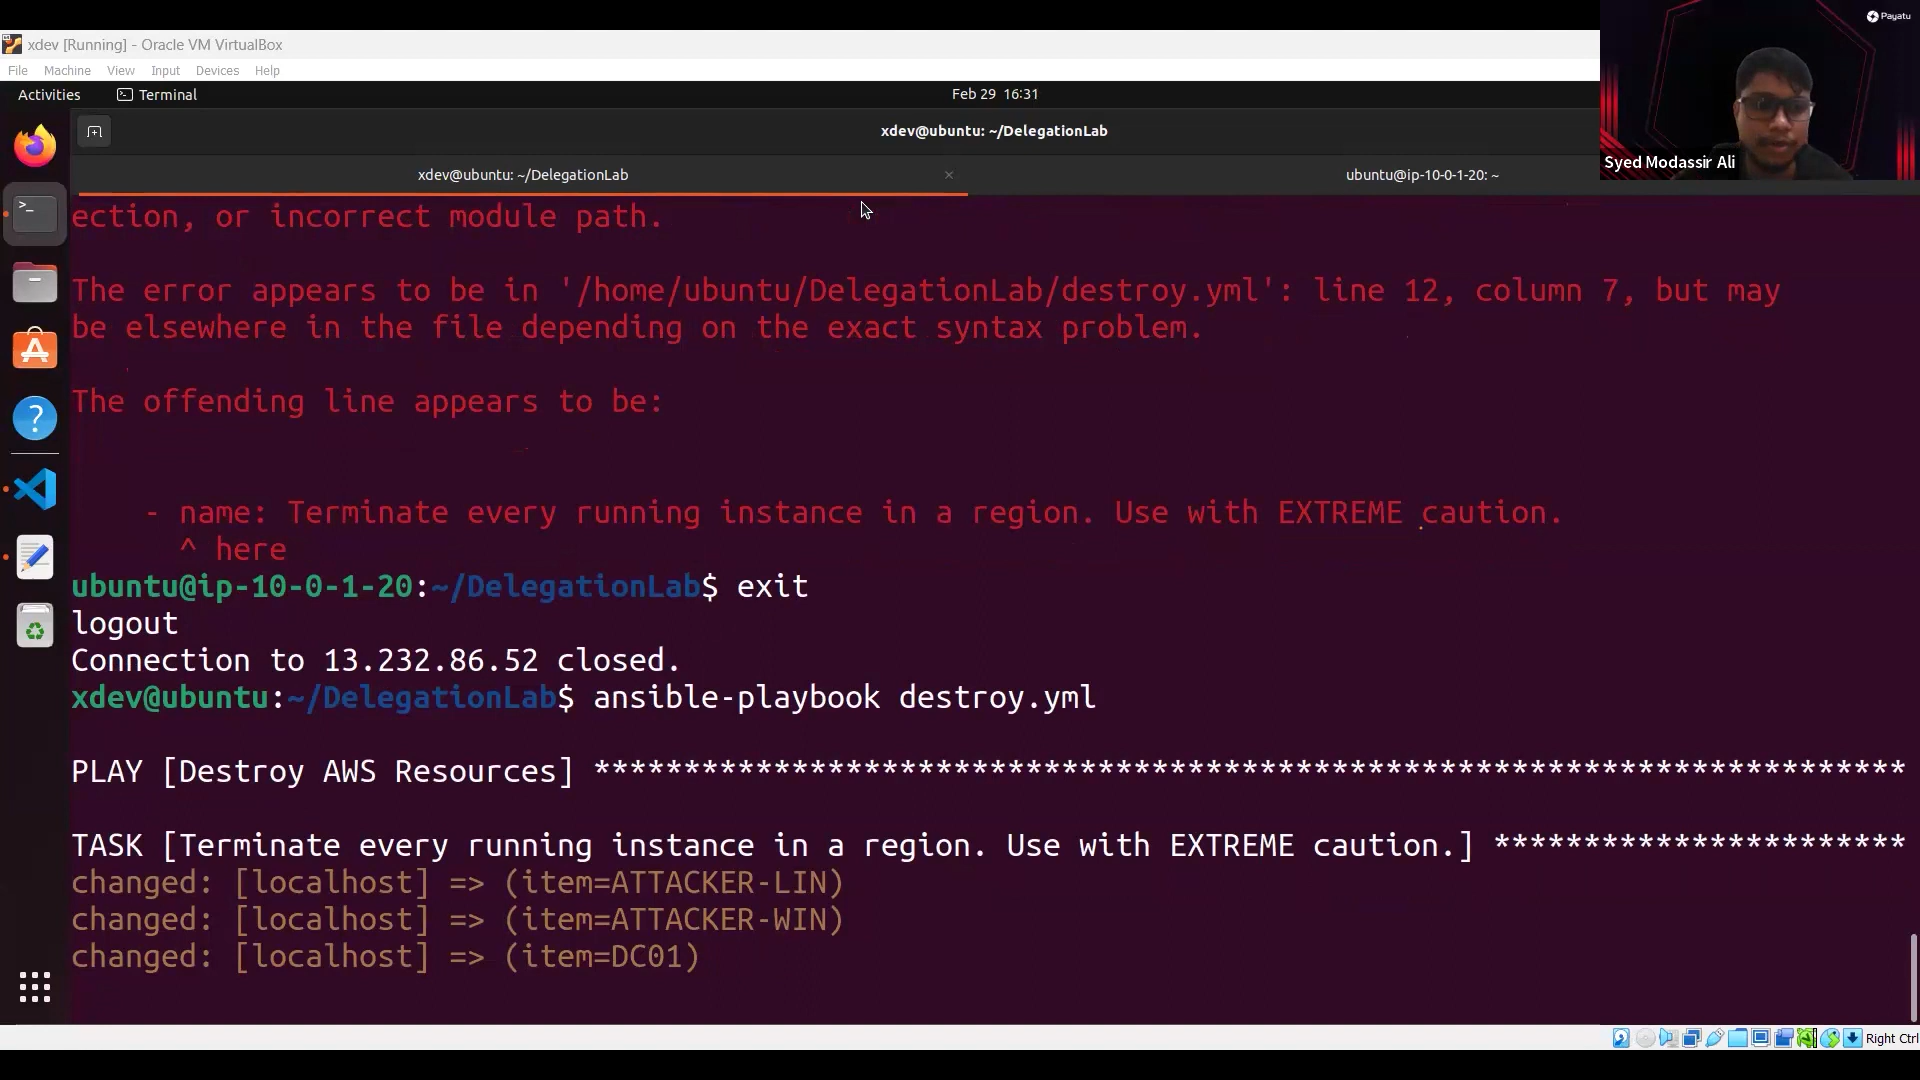 Payatu
xdev [Running] - Oracle VM VirtualBox
File Machine View Input Devices Help
Activities Terminal Feb 29 16:31
xdev@ubuntu: ~/DelegationLab
xdev@ubuntu: ~/DelegationLab × ubuntu@ip-10-0-1-20: ~
Syed Modassir Ali
ection, or incorrect module path.
The error appears to be in '/home/ubuntu/DelegationLab/destroy.yml': line 12, column 7, but may
be elsewhere in the file depending on the exact syntax problem.
The offending line appears to be:
- name: Terminate every running instance in a region. Use with EXTREME caution.
^ here
ubuntu@ip-10-0-1-20:~/DelegationLab$ exit
logout
Connection to 13.232.86.52 closed.
xdev@ubuntu:~/DelegationLab$ ansible-playbook destroy.yml
PLAY [Destroy AWS Resources] *************************************************************************
TASK [Terminate every running instance in a region. Use with EXTREME caution.] ***********************
changed: [localhost] => (item=ATTACKER-LIN)
changed: [localhost] => (item=ATTACKER-WIN)
changed: [localhost] => (item=DC01)
Right Ctrl